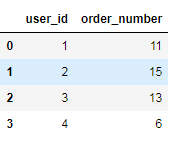 user_id order_number
0 1 11
1 2 15
2 3 13
3 4 6